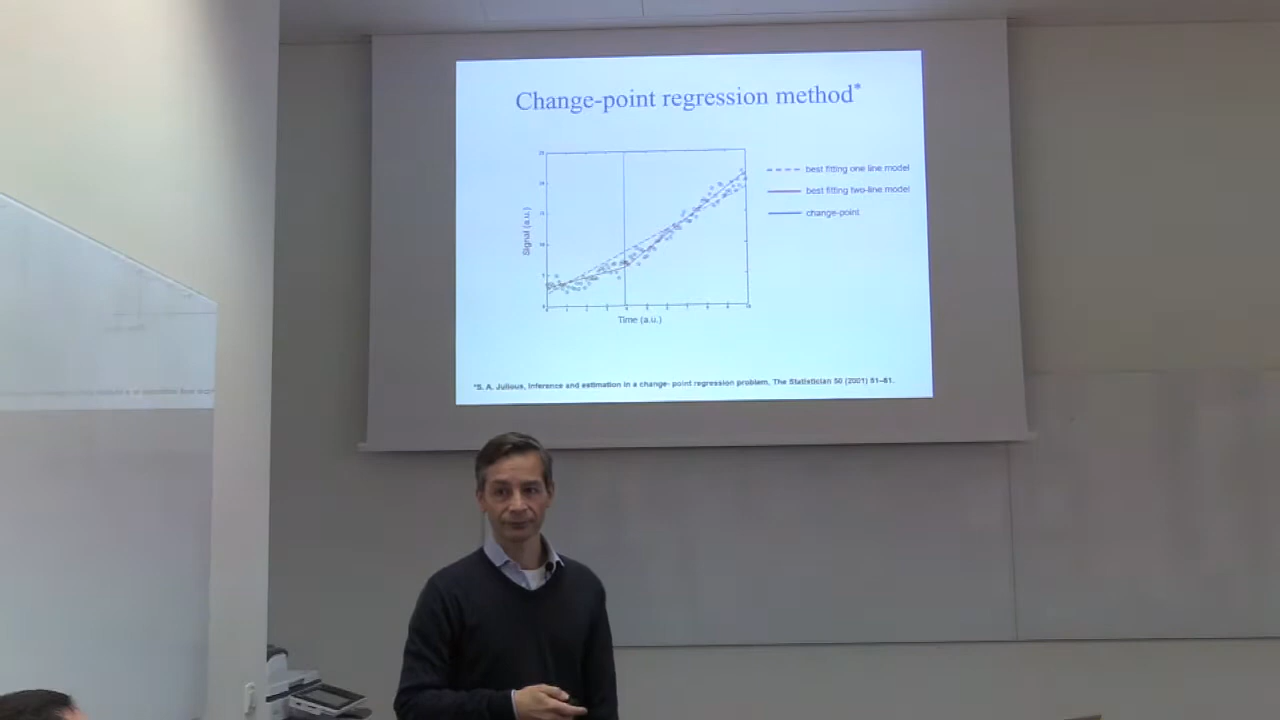 Change-point regression method*
best fitting one line model
best fitting two-line model
change-point
Signal (a.u.)
Time (a.u.)
*S. A. Julious, Inference and estimation in a change- point regression problem, The Statistician 50 (2001) 51–61.